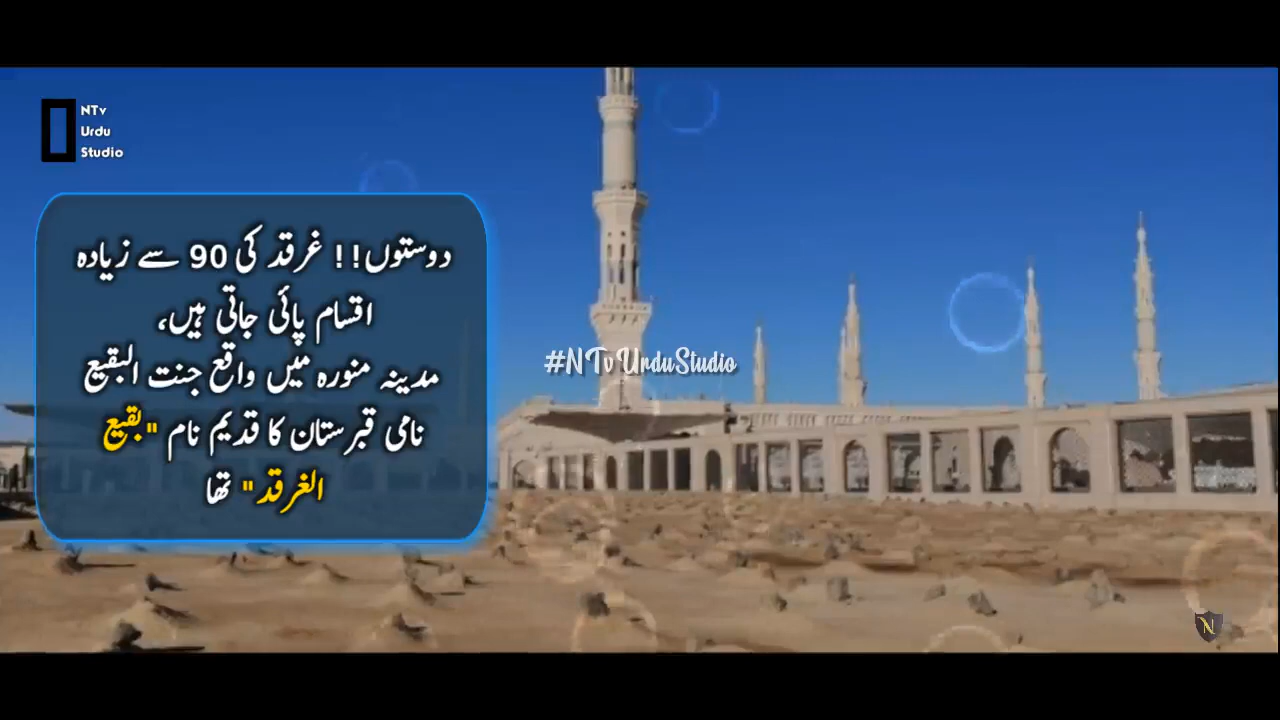 NTv
Urdu
Studio
دوستوں!! غرقد کی 90 سے زیادہ
اقسام پائی جاتی ہیں،
مدینہ منورہ میں واقع جنت البقیع
نامی قبرستان کا قدیم نام "بقیع
الغرقد" تھا
#NTvUrduStudio
N